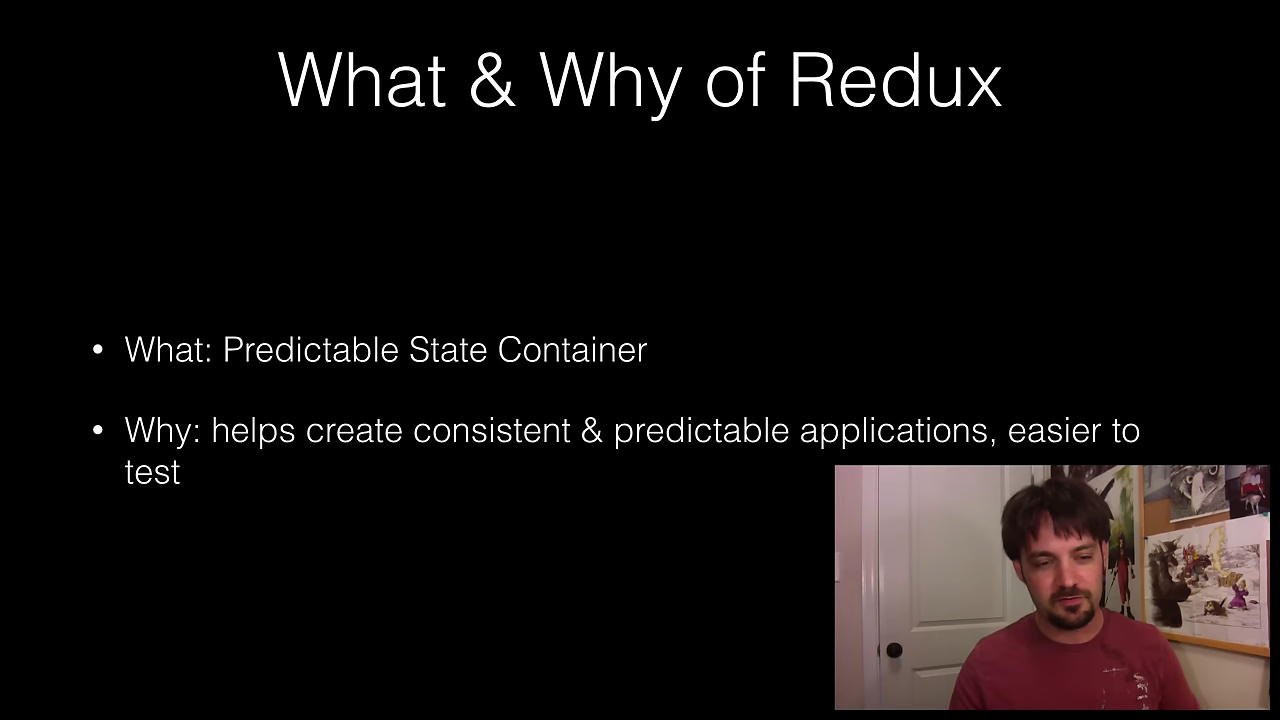 What & Why of Redux
• What: Predictable State Container
• Why: helps create consistent & predictable applications, easier to
test